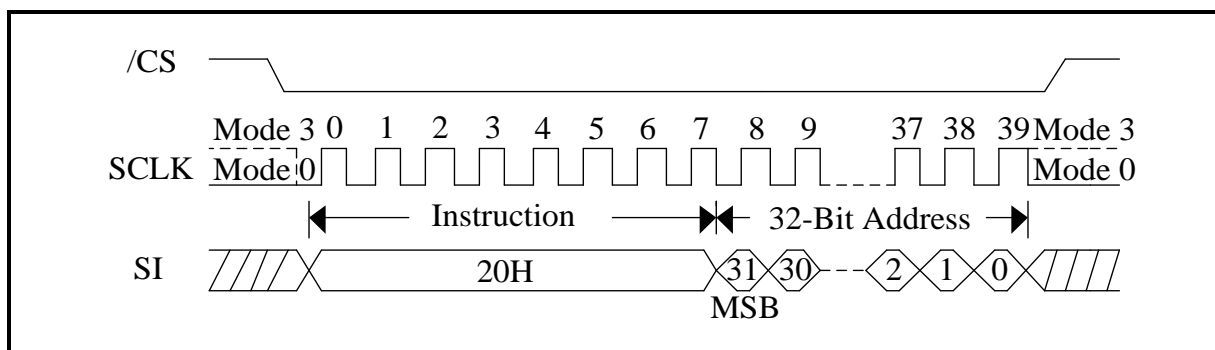 /CS
Mode 3 0 1 2 3 4 5 6 7 8 9 37 38 39 Mode 3
SCLK Mode 0 Mode 0
Instruction 32-Bit Address
SI 20H 31 30 2 1 0
MSB